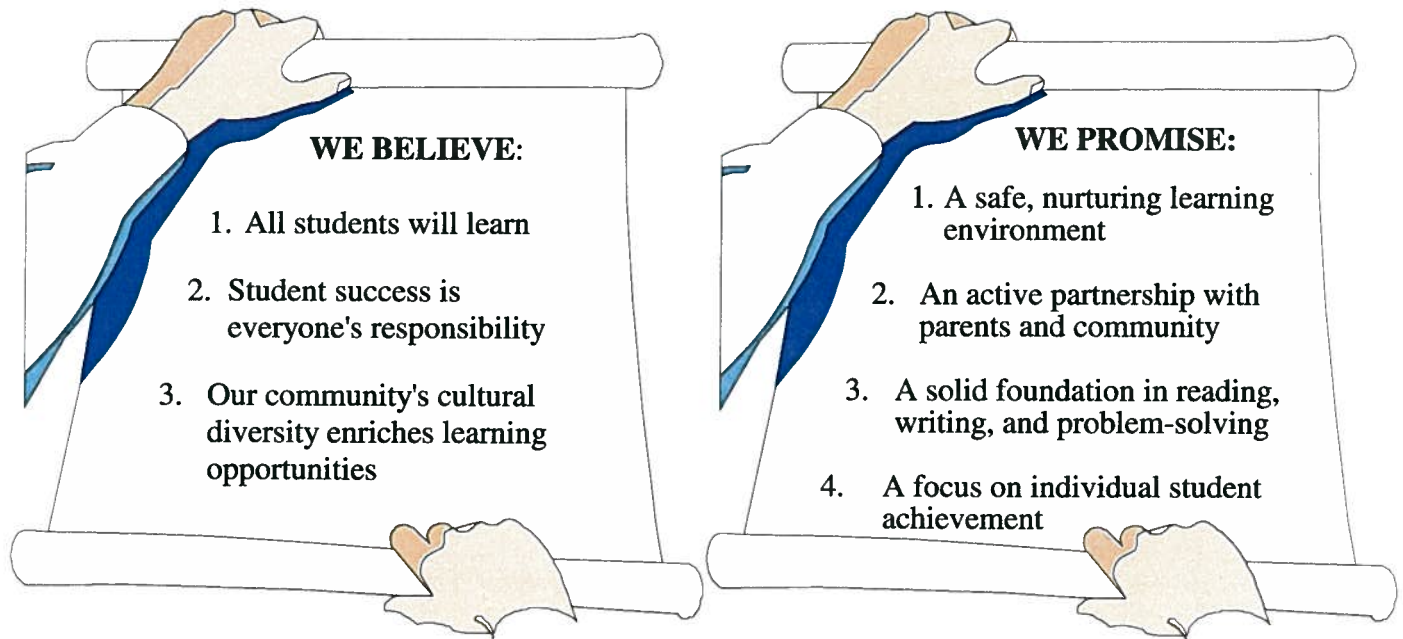 WE BELIEVE:
1. All students will learn
2. Student success is
everyone's responsibility
3. Our community's cultural
diversity enriches learning
opportunities
WE PROMISE:
1. A safe, nurturing learning
environment
2. An active partnership with
parents and community
3. A solid foundation in reading,
writing, and problem-solving
4. A focus on individual student
achievement